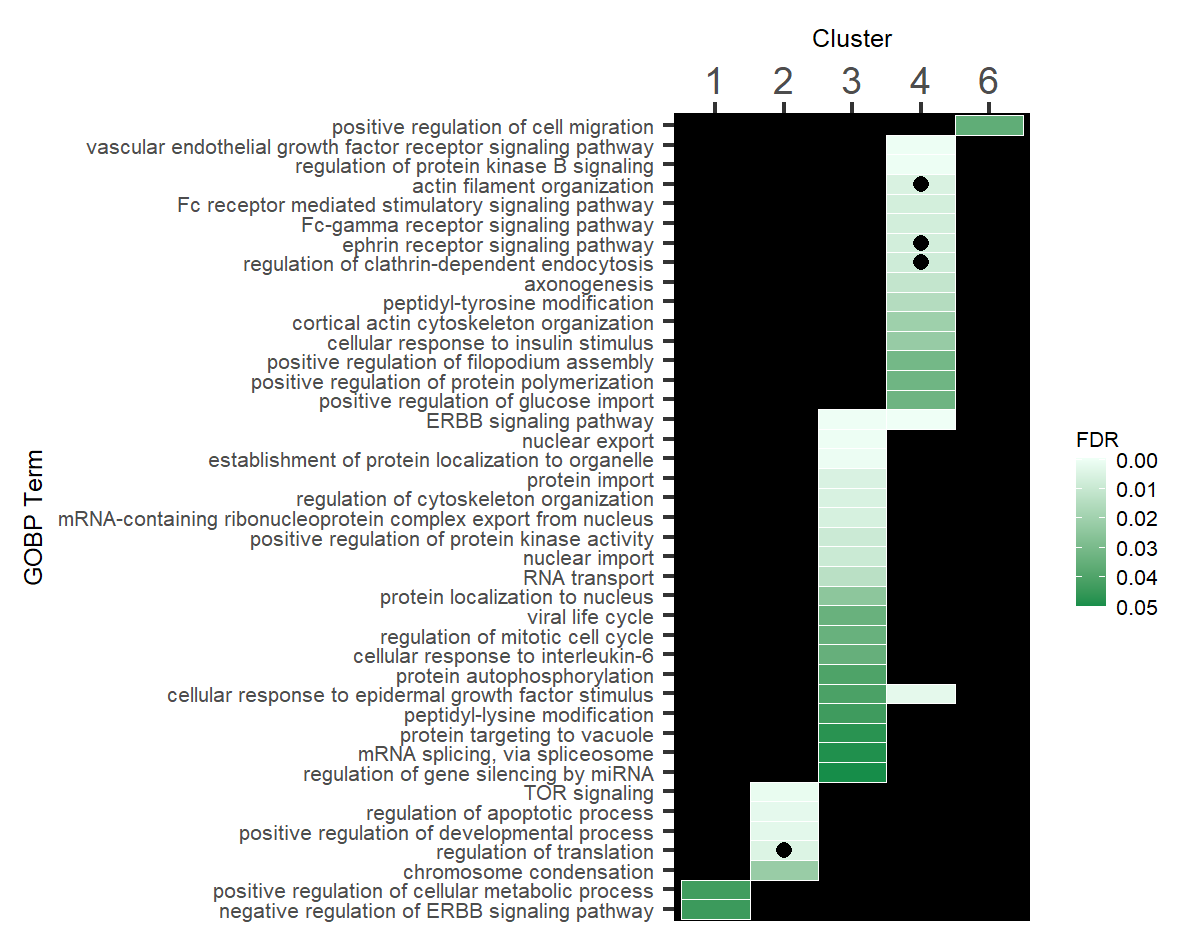 Cluster
1 2 3 4 6
positive regulation of cell migration
vascular endothelial growth factor receptor signaling pathway
regulation of protein kinase B signaling
actin filament organization
Fc receptor mediated stimulatory signaling pathway
Fc-gamma receptor signaling pathway
ephrin receptor signaling pathway
regulation of clathrin-dependent endocytosis
axonogenesis
peptidyl-tyrosine modification
cortical actin cytoskeleton organization
cellular response to insulin stimulus
positive regulation of filopodium assembly
positive regulation of protein polymerization
positive regulation of glucose import
ERBB signaling pathway
nuclear export
establishment of protein localization to organelle
protein import
regulation of cytoskeleton organization
mRNA-containing ribonucleoprotein complex export from nucleus
positive regulation of protein kinase activity
nuclear import
RNA transport
protein localization to nucleus
viral life cycle
regulation of mitotic cell cycle
cellular response to interleukin-6
protein autophosphorylation
cellular response to epidermal growth factor stimulus
peptidyl-lysine modification
protein targeting to vacuole
mRNA splicing, via spliceosome
regulation of gene silencing by miRNA
TOR signaling
regulation of apoptotic process
positive regulation of developmental process
regulation of translation
chromosome condensation
positive regulation of cellular metabolic process
negative regulation of ERBB signaling pathway
GOBP Term
FDR
0.00
0.01
0.02
0.03
0.04
0.05